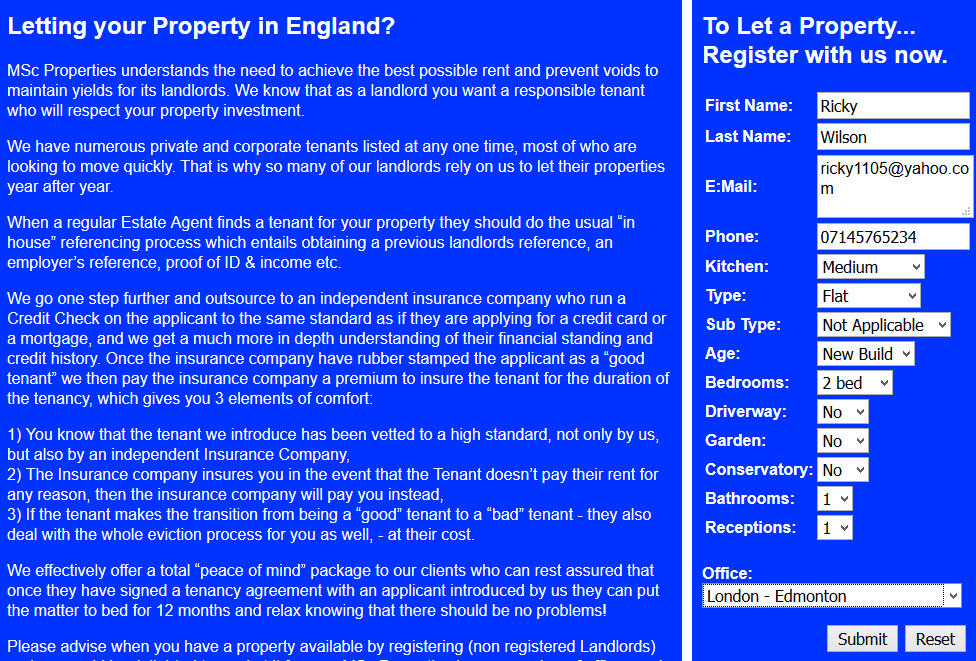 Letting your Property in England?
MSc Properties understands the need to achieve the best possible rent and prevent voids to
maintain yields for its landlords. We know that as a landlord you want a responsible tenant
who will respect your property investment.
We have numerous private and corporate tenants listed at any one time, most of who are
looking to move quickly. That is why so many of our landlords rely on us to let their properties
year after year.
When a regular Estate Agent finds a tenant for your property they should do the usual “in
house” referencing process which entails obtaining a previous landlords reference, an
employer’s reference, proof of ID & income etc.
We go one step further and outsource to an independent insurance company who run a
Credit Check on the applicant to the same standard as if they are applying for a credit card or
a mortgage, and we get a much more in depth understanding of their financial standing and
credit history. Once the insurance company have rubber stamped the applicant as a “good
tenant” we then pay the insurance company a premium to insure the tenant for the duration of
the tenancy, which gives you 3 elements of comfort:
1) You know that the tenant we introduce has been vetted to a high standard, not only by us,
but also by an independent Insurance Company,
2) The Insurance company insures you in the event that the Tenant doesn’t pay their rent for
any reason, then the insurance company will pay you instead,
3) If the tenant makes the transition from being a “good” tenant to a “bad” tenant - they also
deal with the whole eviction process for you as well, - at their cost.
We effectively offer a total “peace of mind” package to our clients who can rest assured that
once they have signed a tenancy agreement with an applicant introduced by us they can put
the matter to bed for 12 months and relax knowing that there should be no problems!
Please advise when you have a property available by registering (non registered Landlords)
To Let a Property...
Register with us now.
First Name: Ricky
Last Name: Wilson
E:Mail: ricky1105@yahoo.co
m
Phone: 07145765234
Kitchen: Medium
Type: Flat
Sub Type: Not Applicable
Age: New Build
Bedrooms: 2 bed
Driverway: No
Garden: No
Conservatory: No
Bathrooms: 1
Receptions: 1
Office:
London - Edmonton
Submit Reset